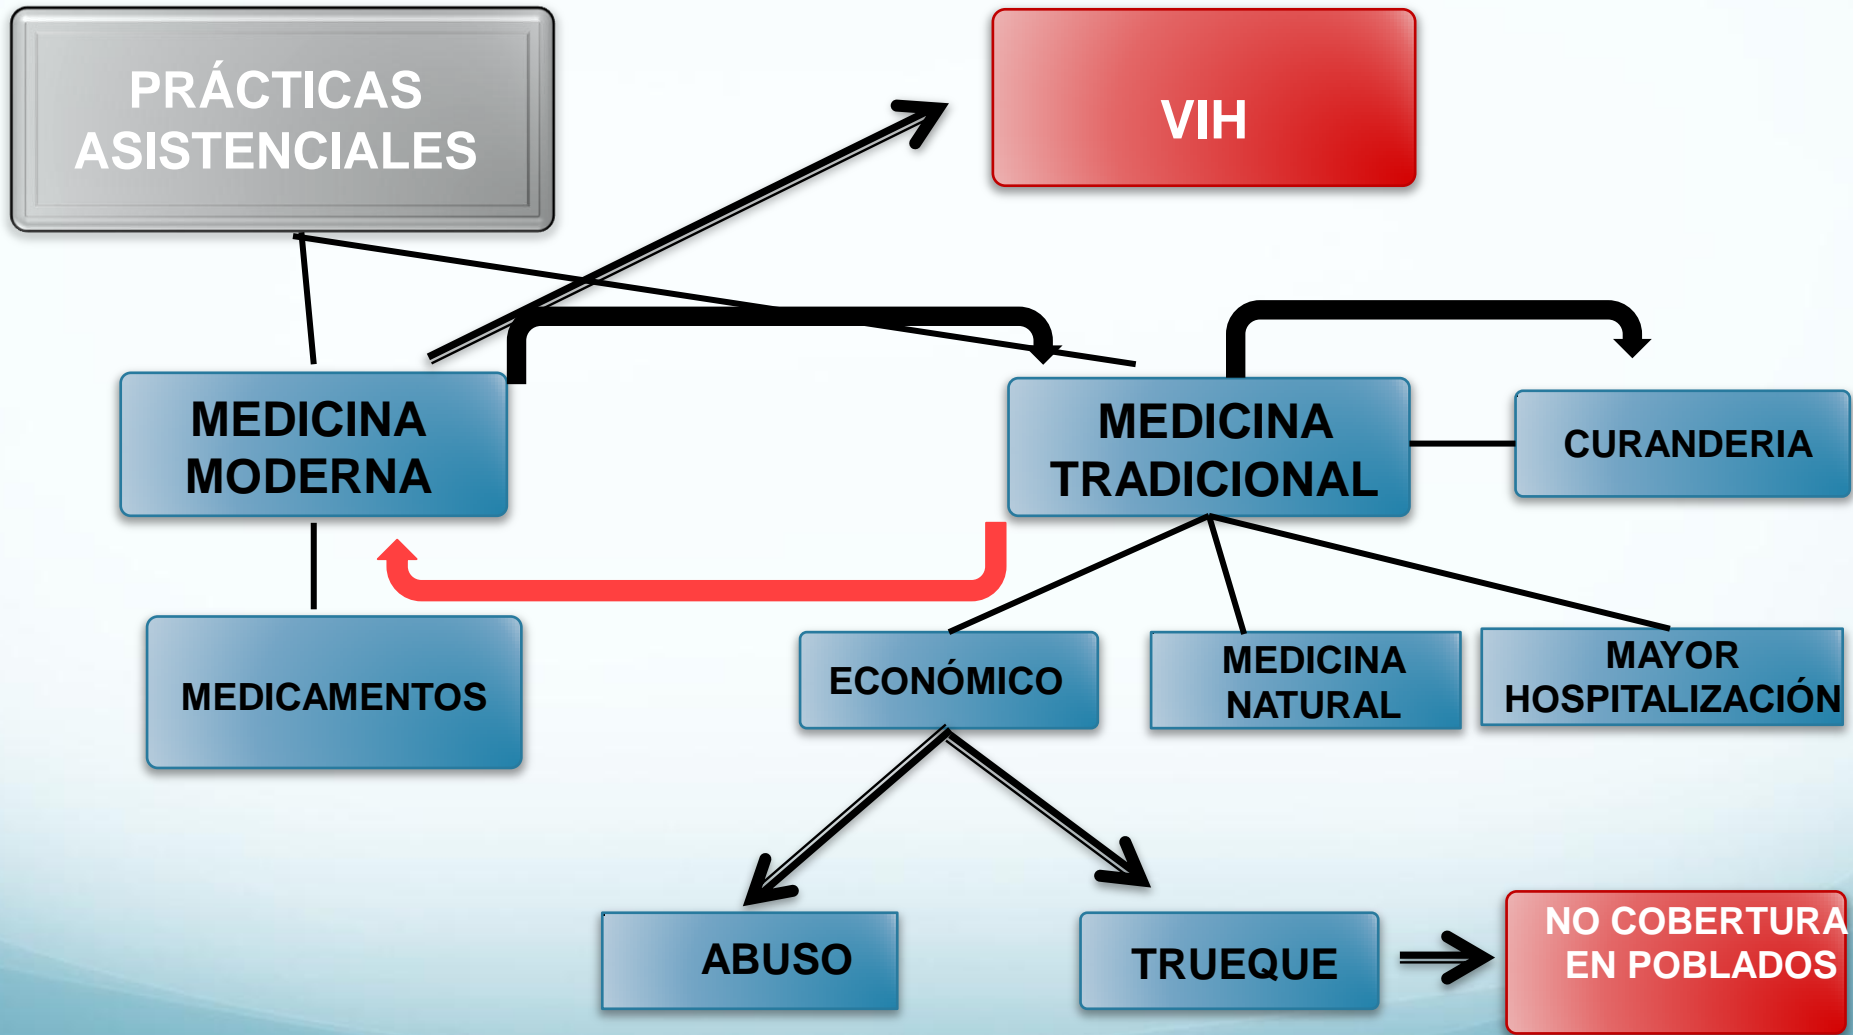 PRÁCTICAS
ASISTENCIALES
VIH
MEDICINA
MODERNA
MEDICINA
TRADICIONAL
CURANDERIA
MEDICAMENTOS
ECONÓMICO
MEDICINA
NATURAL
MAYOR
HOSPITALIZACIÓN
ABUSO
TRUEQUE
NO COBERTURA
EN POBLADOS